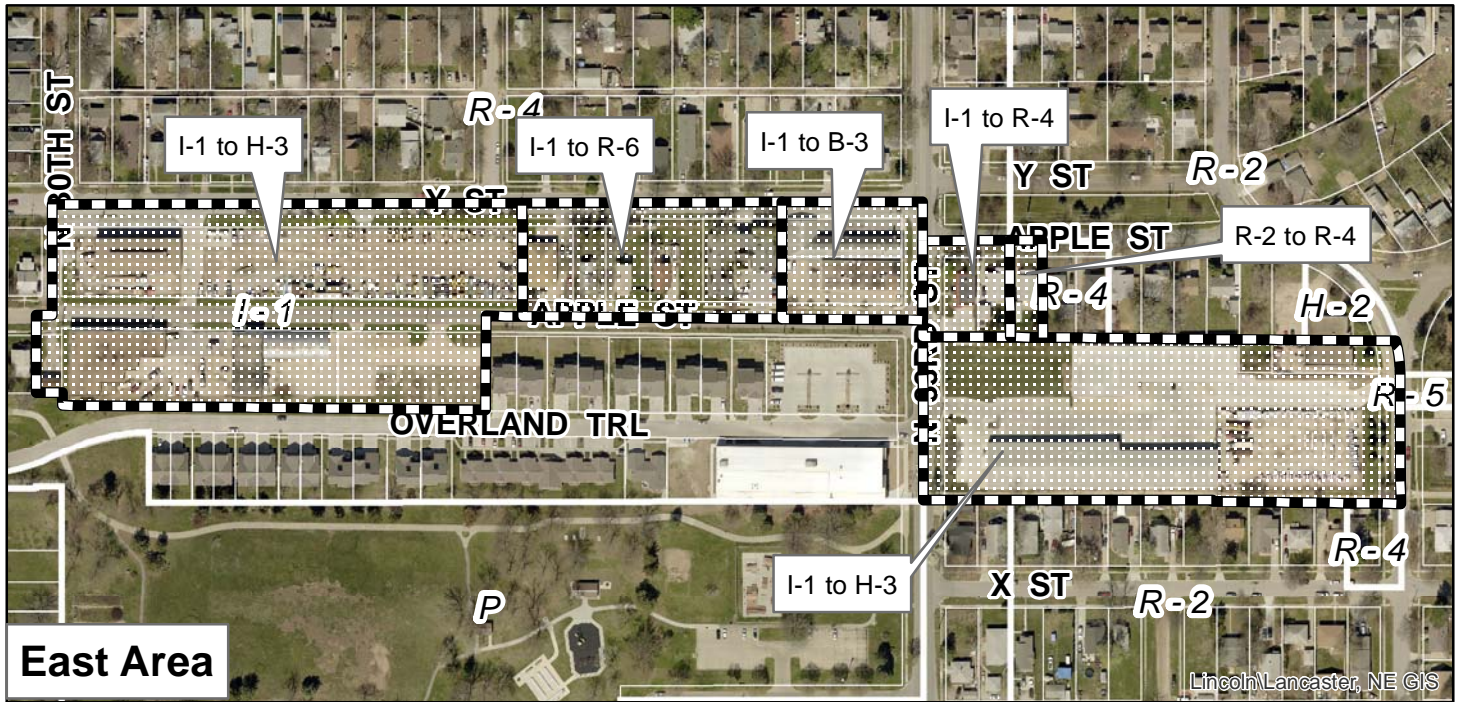 N 30TH ST
R-4
I-1 to H-3
I-1 to R-6
I-1 to B-3
I-1 to R-4
Y ST
Y ST
R-2
R-2 to R-4
APPLE ST
I-1
APPLE ST
R-4
H-2
R-5
OVERLAND TRL
I-1 to H-3
X ST
R-4
R-2
P
East Area
Lincoln\Lancaster, NE GIS